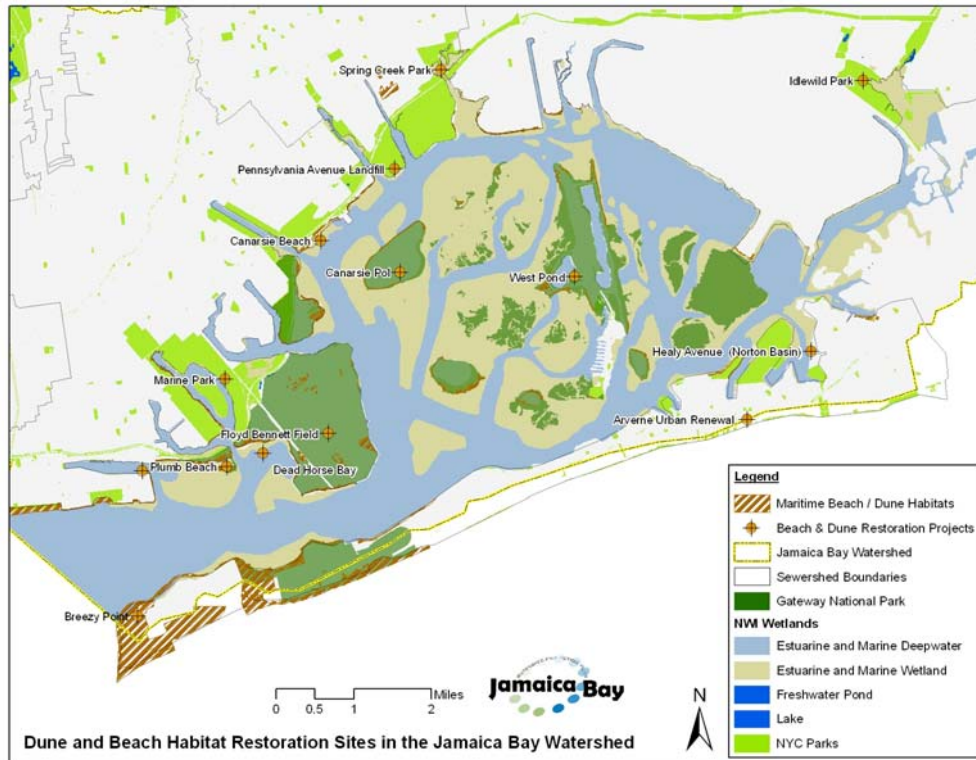 Spring Creek Park
Idlewild Park
Pennsylvania Avenue Landfill
Canarsie Beach
Canarsie Pol
West Pond
Healy Avenue (Norton Basin)
Marine Park
Arverne Urban Renewal
Floyd Bennett Field
Plumb Beach
Dead Horse Bay
Breezy Point
Legend
Maritime Beach / Dune Habitats
Beach & Dune Restoration Projects
Jamaica Bay Watershed
Sewershed Boundaries
Gateway National Park
NWI Wetlands
Estuarine and Marine Deepwater
Estuarine and Marine Wetland
Freshwater Pond
Lake
NYC Parks
Miles
0 0.5 1 2
Jamaica Bay
N
Dune and Beach Habitat Restoration Sites in the Jamaica Bay Watershed